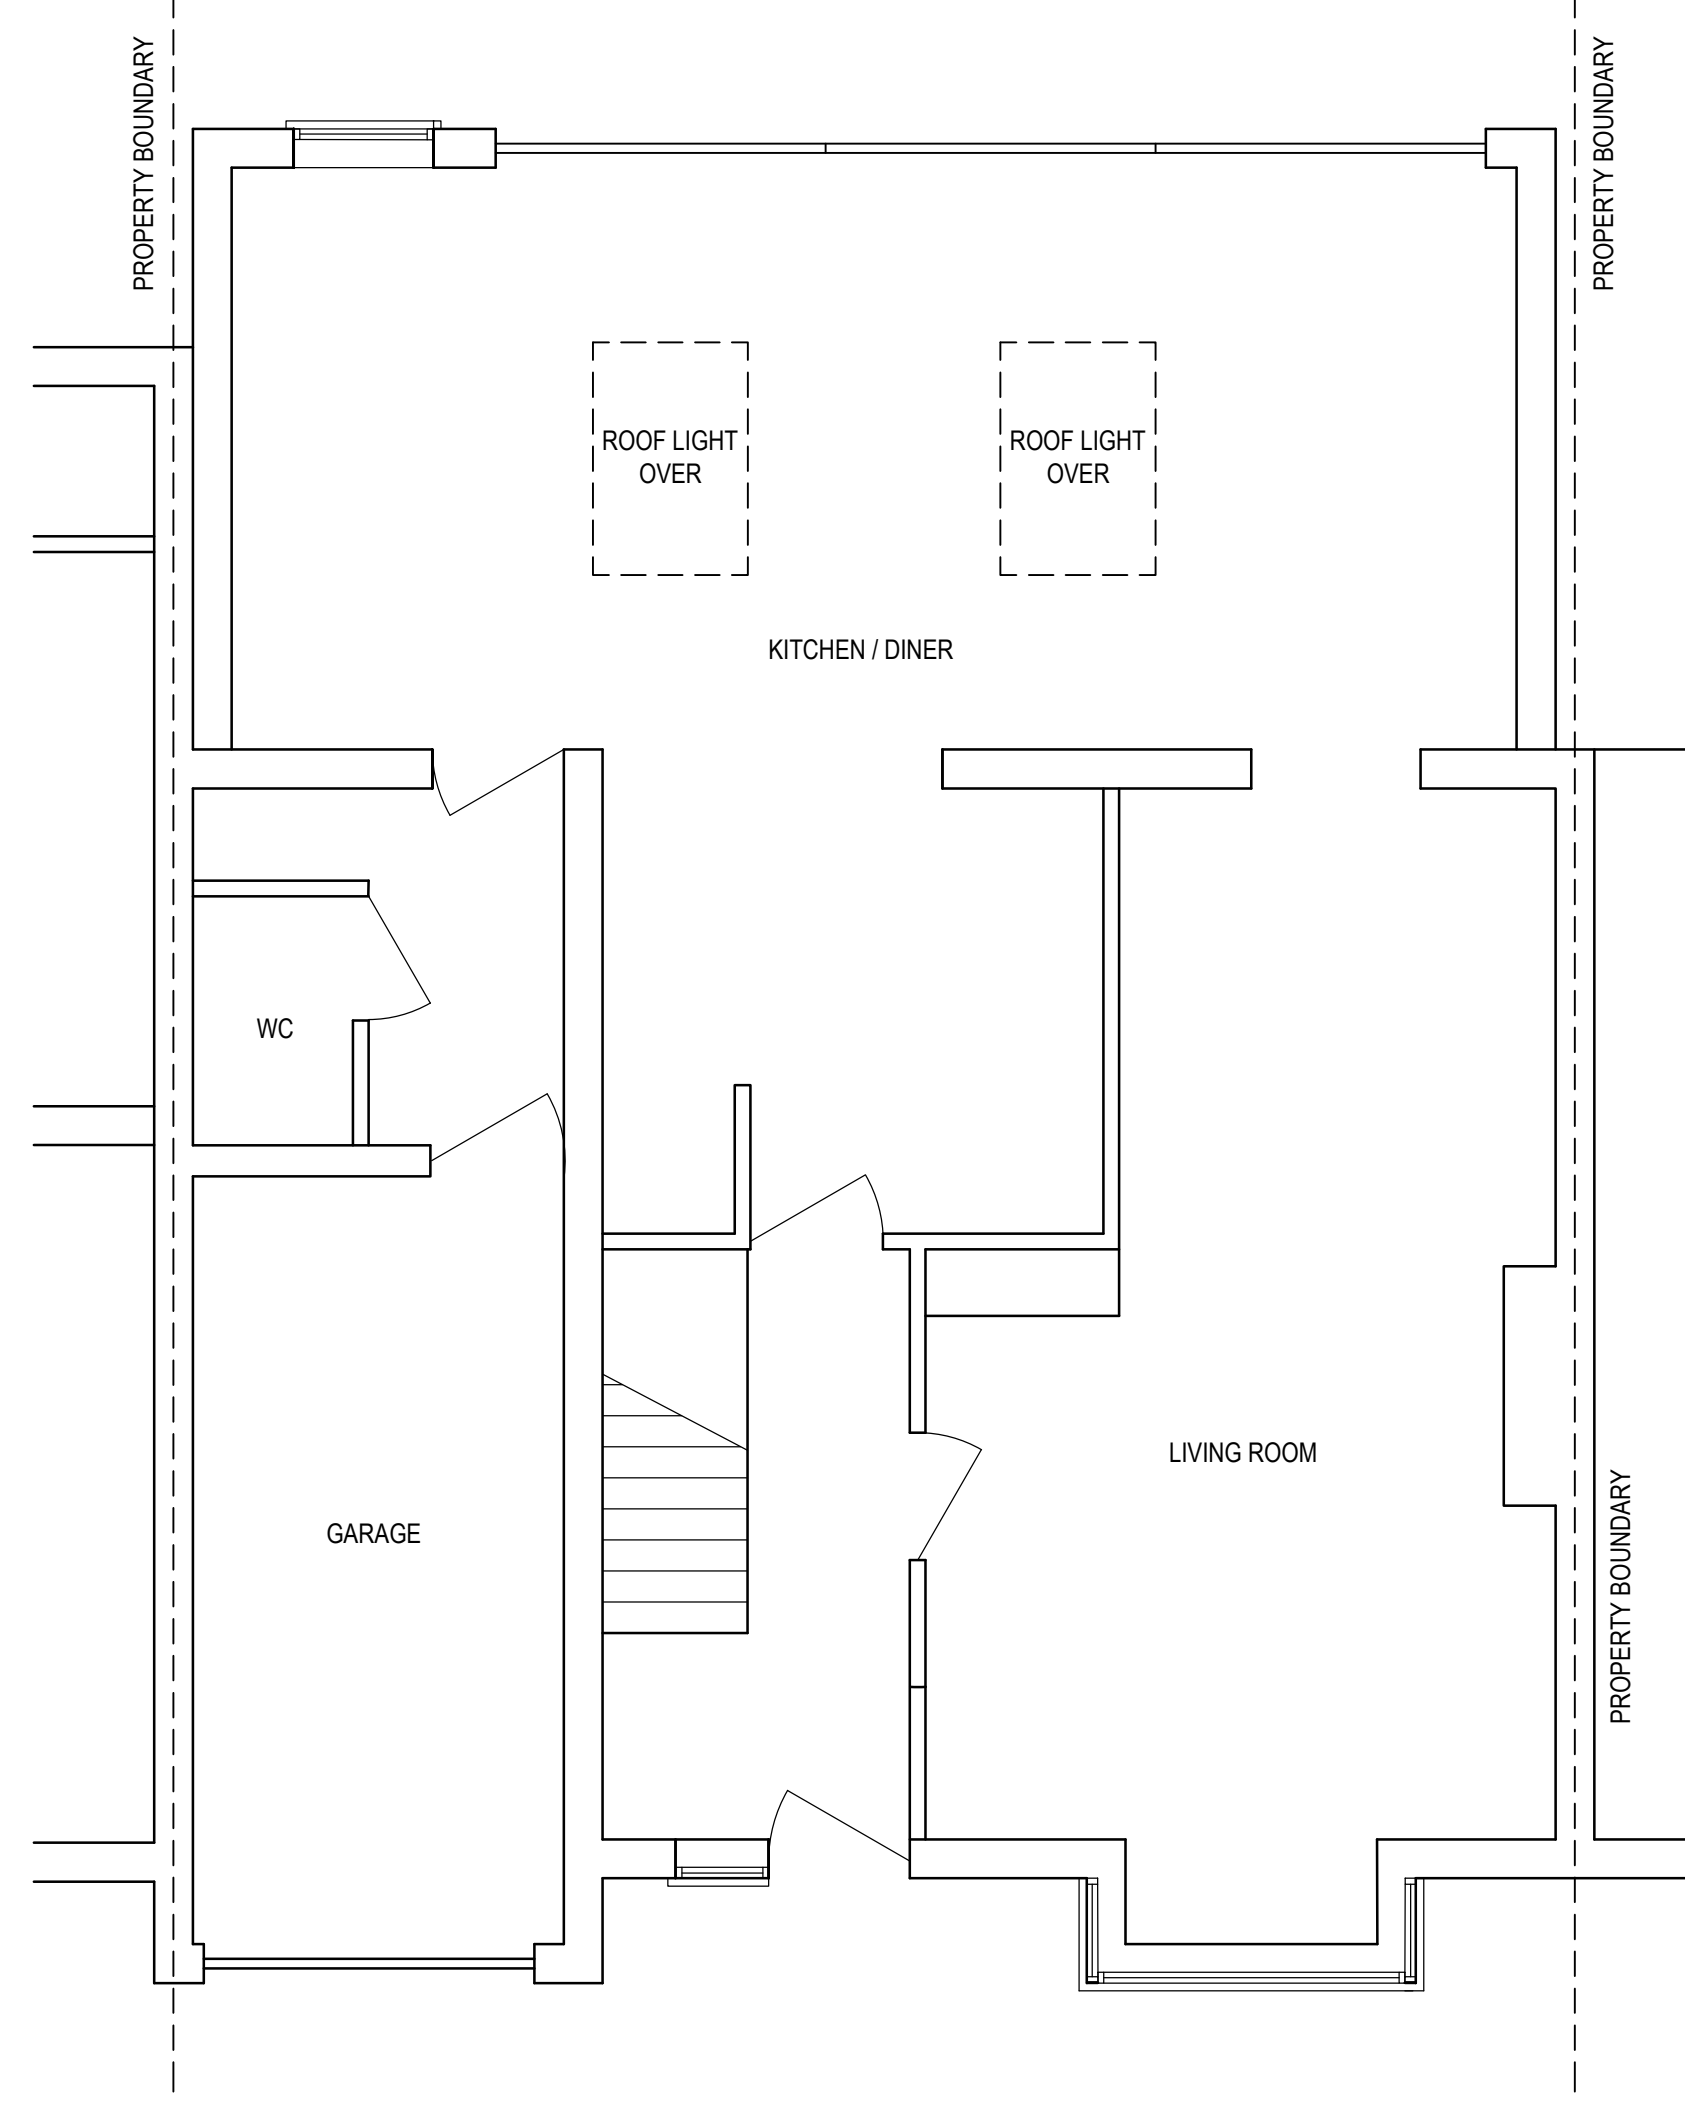 PROPERTY BOUNDARY
PROPERTY BOUNDARY
ROOF LIGHT
OVER
ROOF LIGHT
OVER
KITCHEN / DINER
WC
LIVING ROOM
GARAGE
PROPERTY BOUNDARY